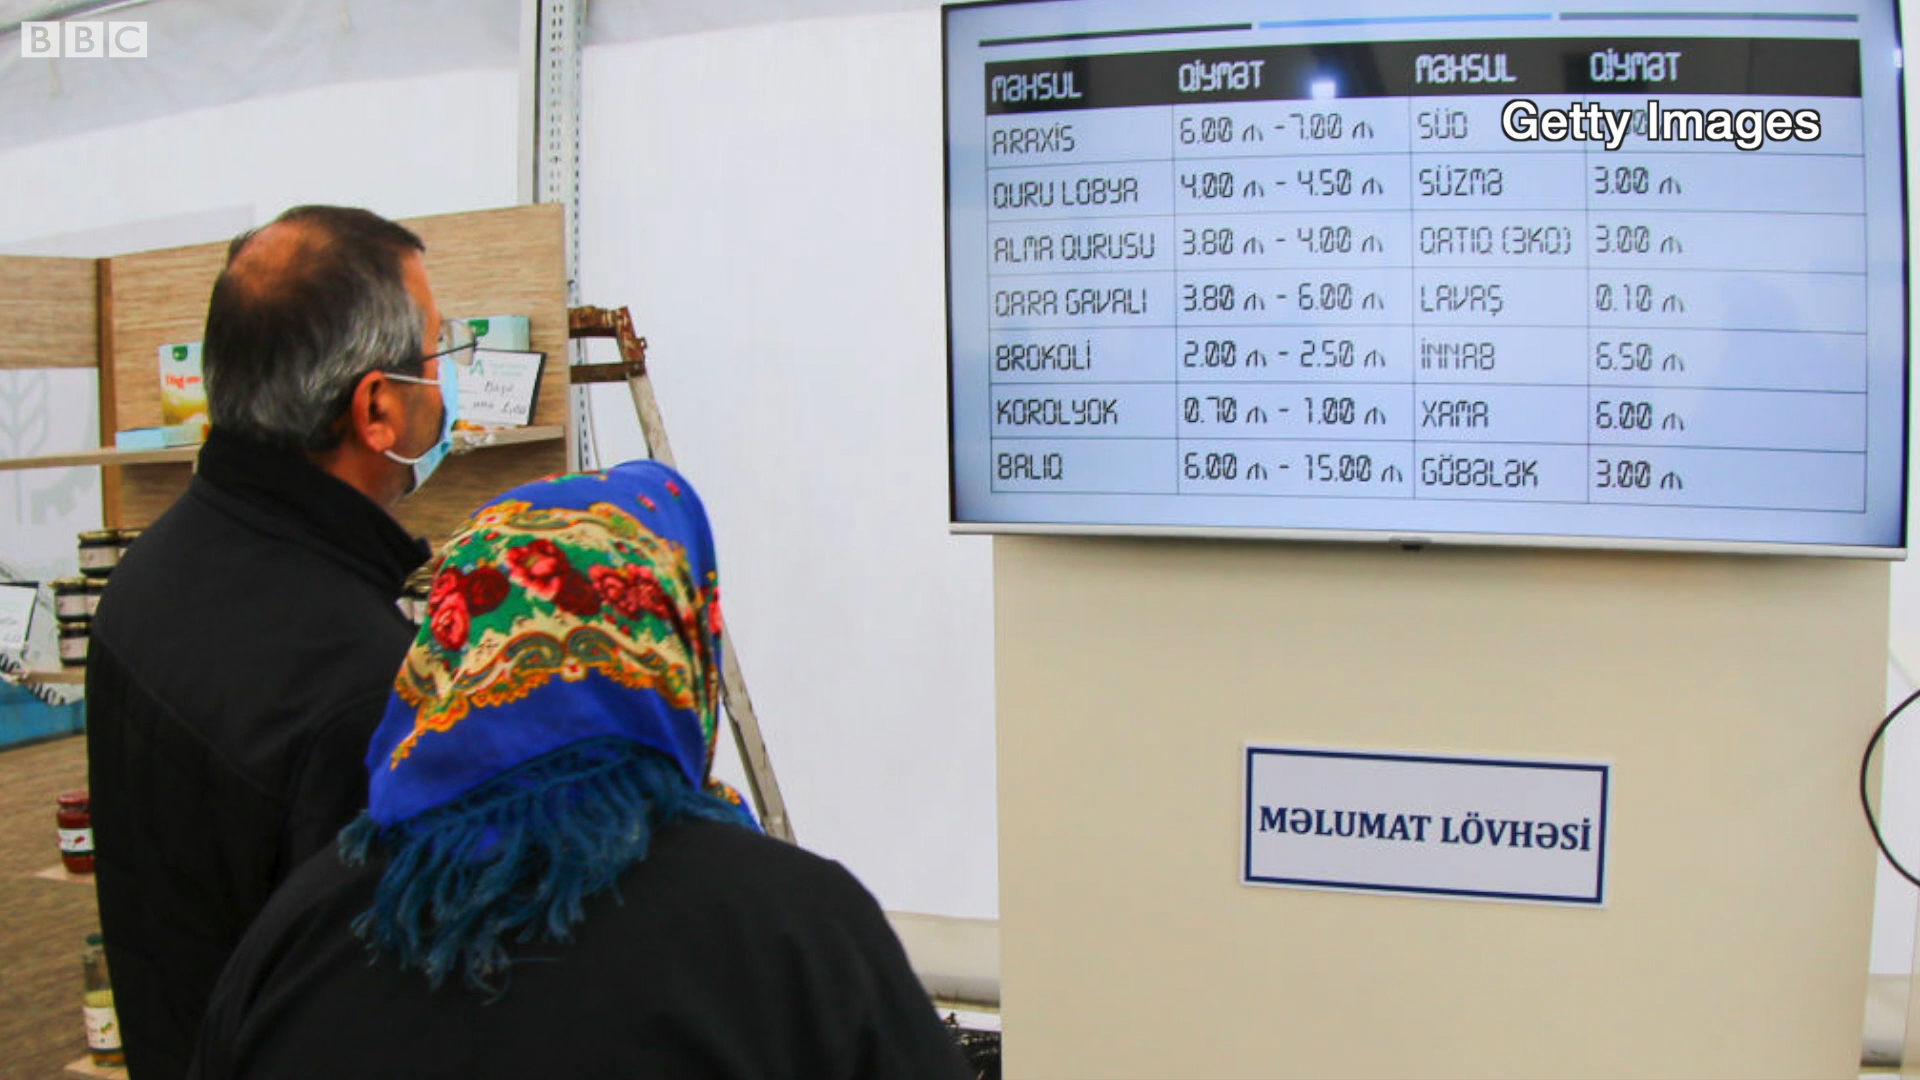 BBC
MƏHSUL QİYMƏT MƏHSUL QİYMƏT
Getty Images
ARAXİS 6.00 ₼ - 7.00 ₼ SÜD
QURU LOBYA 4.00 ₼ - 4.50 ₼ SÜZMƏ 3.00 ₼
ALMA QURUSU 3.80 ₼ - 4.00 ₼ QATIQ (3KQ) 3.00 ₼
QARA GAVALI 3.80 ₼ - 6.00 ₼ LAVAŞ 0.10 ₼
BROKOLİ 2.00 ₼ - 2.50 ₼ İNNAB 6.50 ₼
KOROLYOK 0.70 ₼ - 1.00 ₼ XAMA 6.00 ₼
BALIQ 6.00 ₼ - 15.00 ₼ GÖBƏLƏK 3.00 ₼
MƏLUMAT LÖVHƏSİ